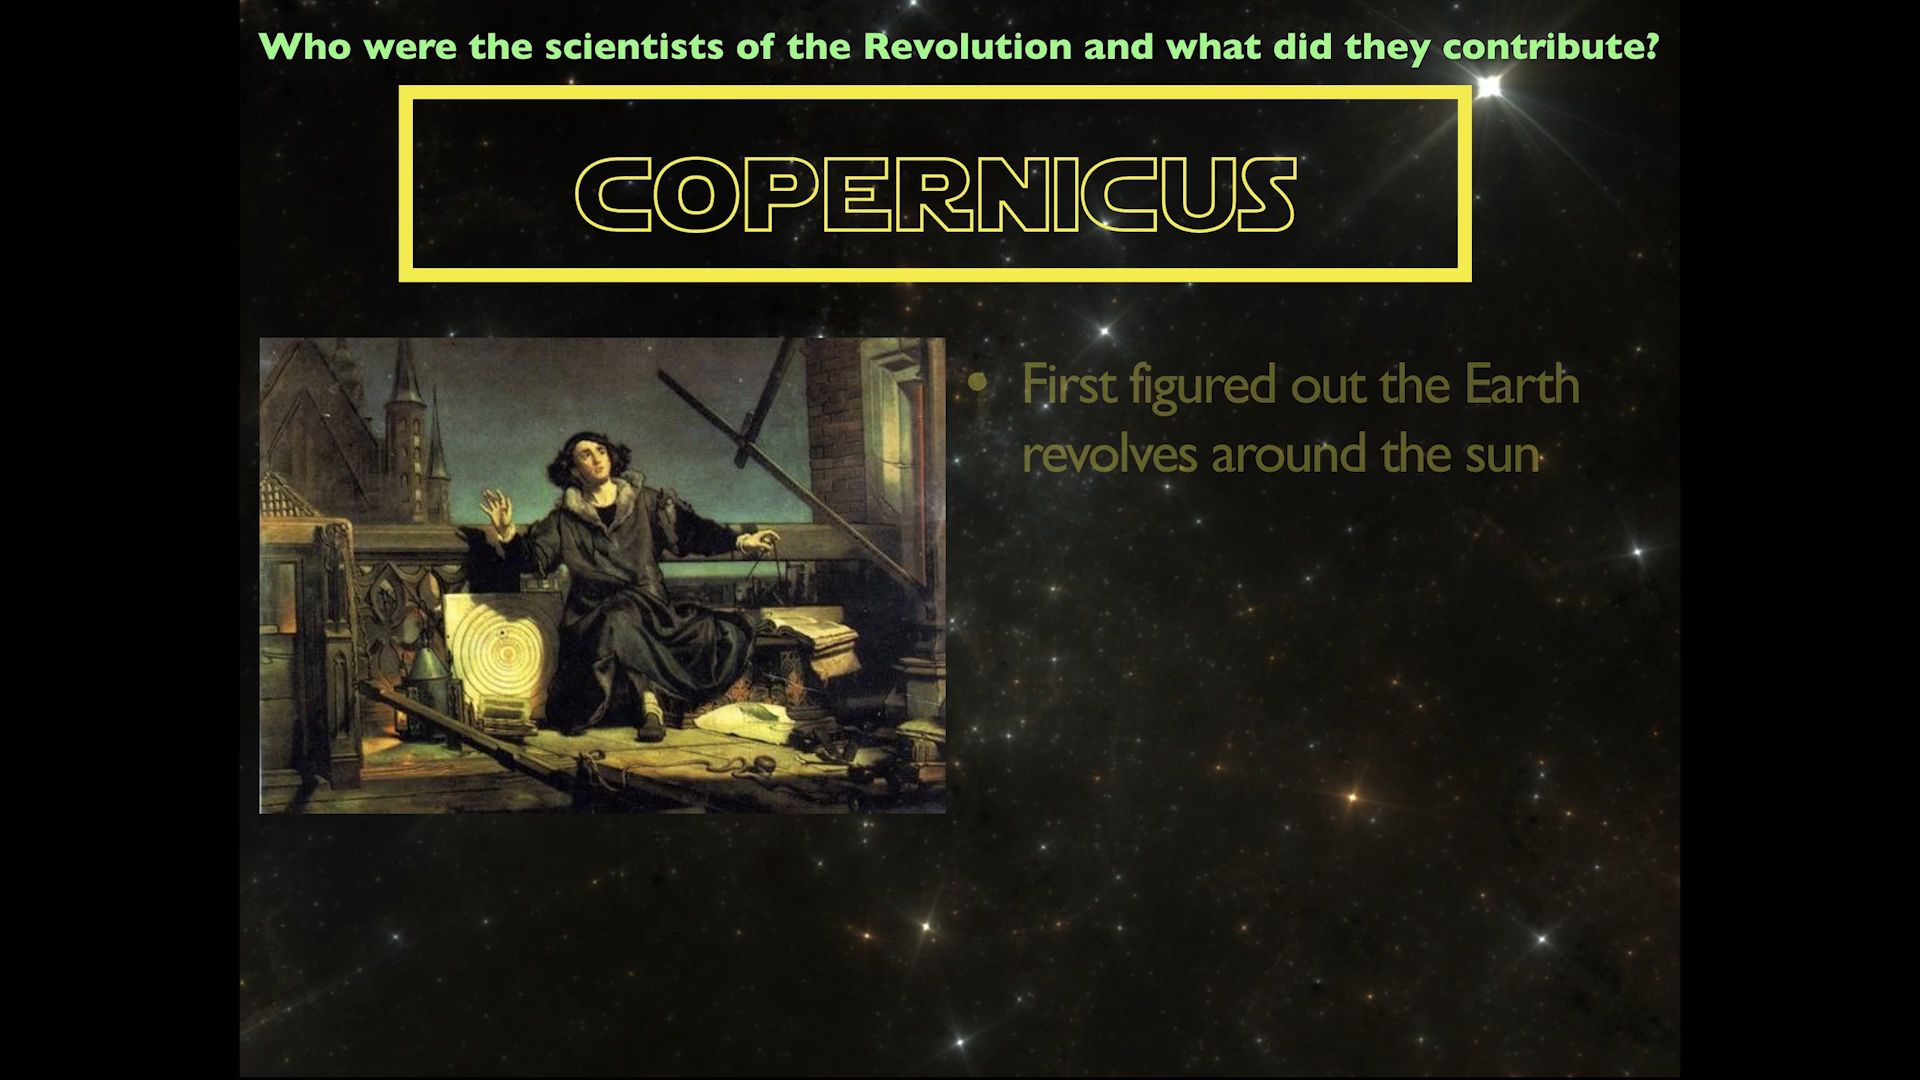 Who were the scientists of the Revolution and what did they contribute?
COPERNICUS
• First figured out the Earth
revolves around the sun